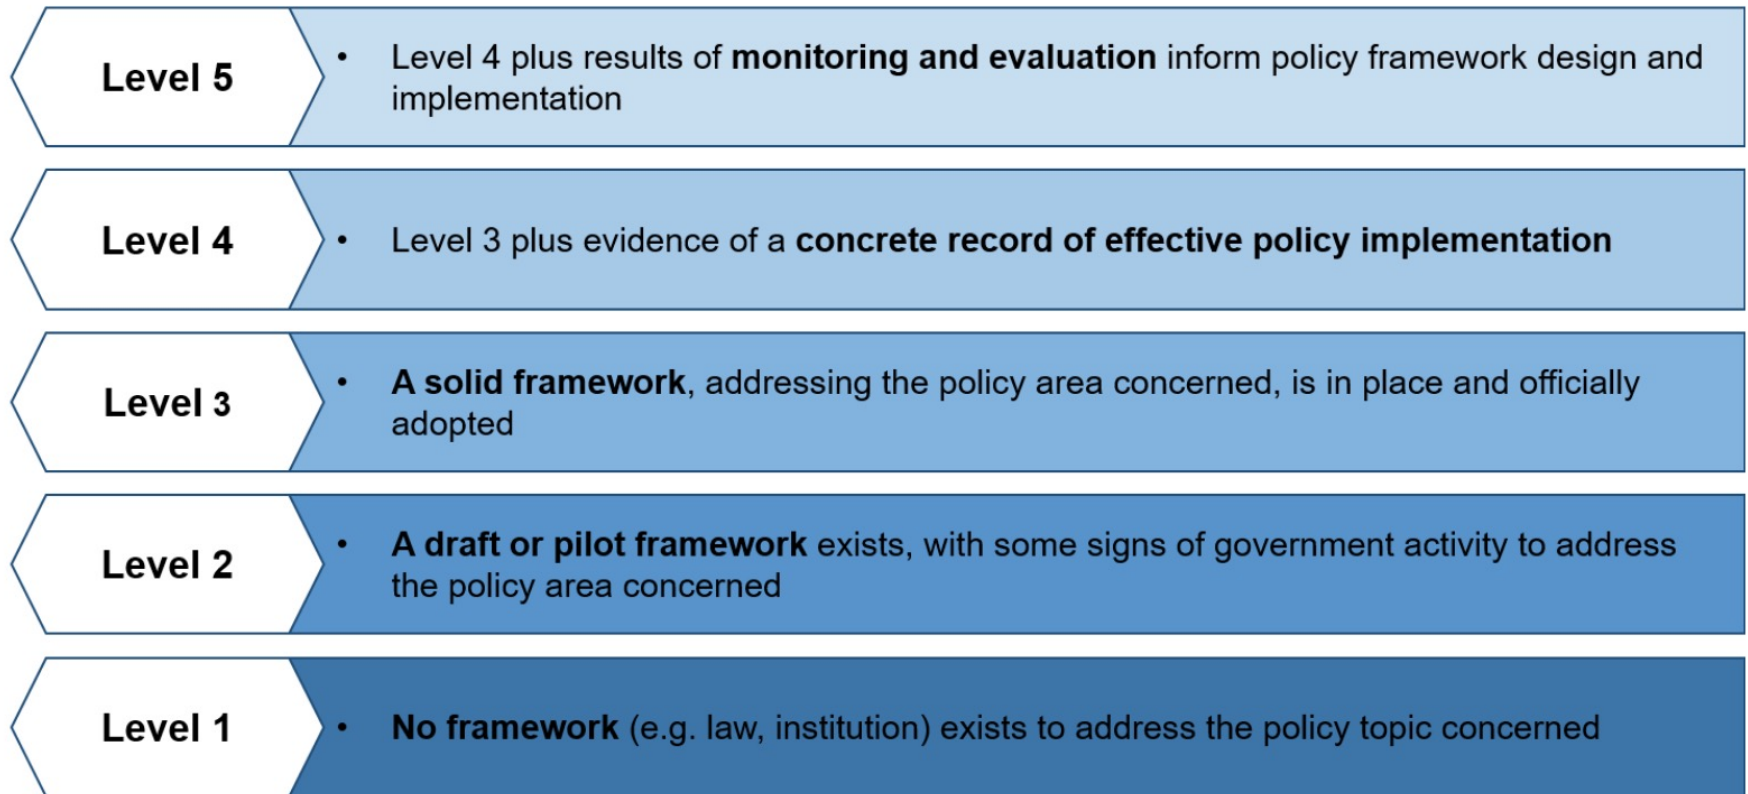 Level 5
• Level 4 plus results of monitoring and evaluation inform policy framework design and
implementation
Level 4
• Level 3 plus evidence of a concrete record of effective policy implementation
Level 3
• A solid framework, addressing the policy area concerned, is in place and officially
adopted
Level 2
• A draft or pilot framework exists, with some signs of government activity to address
the policy area concerned
Level 1
• No framework (e.g. law, institution) exists to address the policy topic concerned